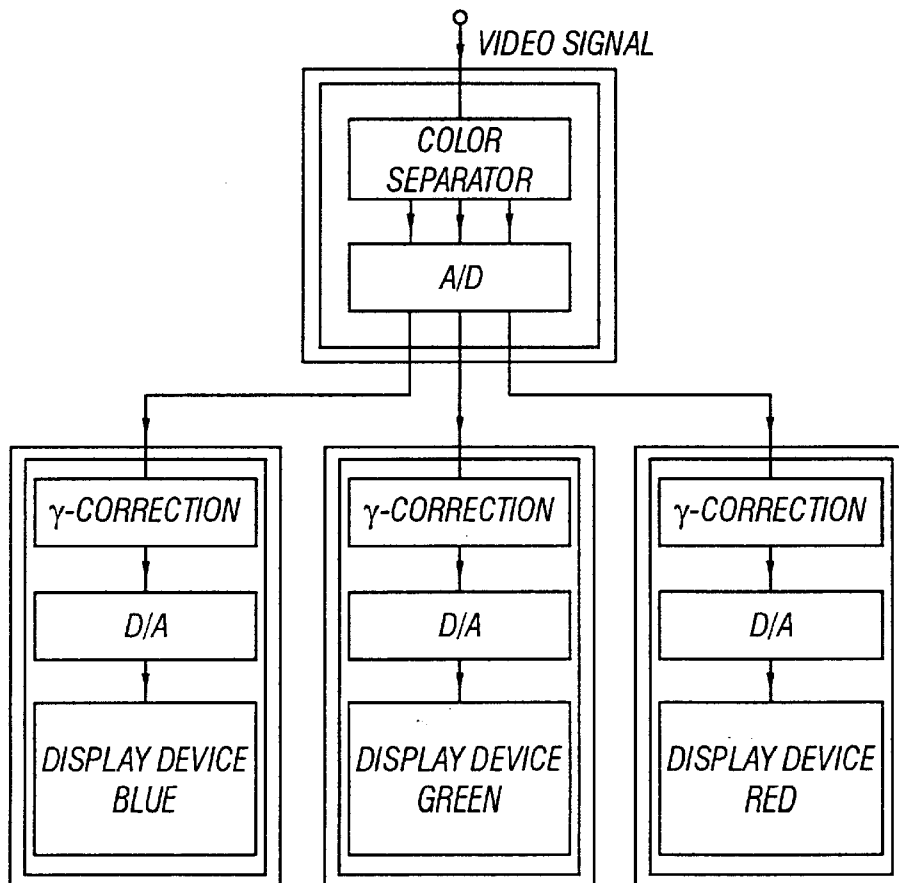 VIDEO SIGNAL
COLOR
SEPARATOR
A/D
γ-CORRECTION
γ-CORRECTION
γ-CORRECTION
D/A
D/A
D/A
DISPLAY DEVICE
BLUE
DISPLAY DEVICE
GREEN
DISPLAY DEVICE
RED